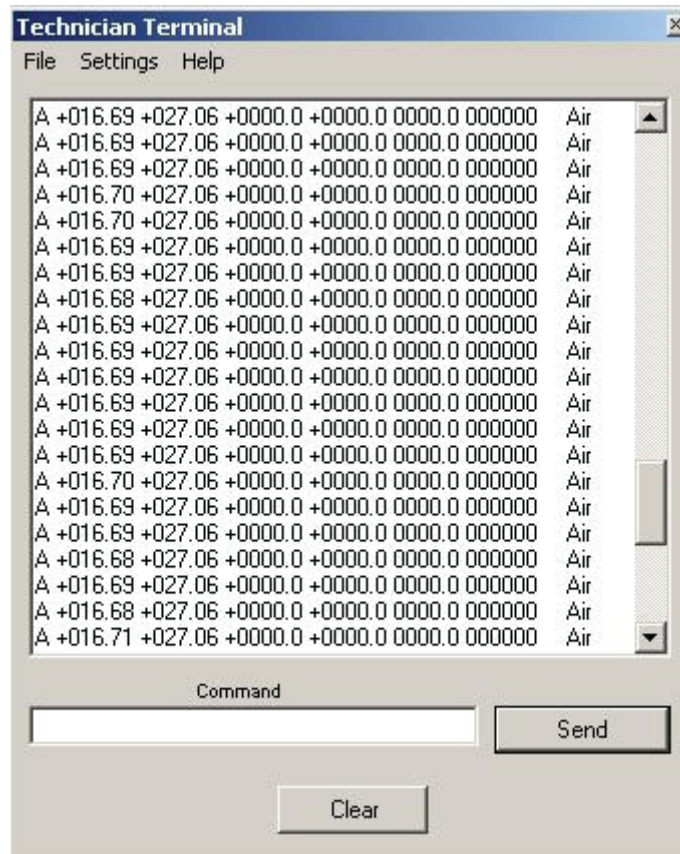 Technician Terminal
File Settings Help
A +016.69 +027.06 +0000.0 +0000.0 0000.0 000000 Air
A +016.69 +027.06 +0000.0 +0000.0 0000.0 000000 Air
A +016.69 +027.06 +0000.0 +0000.0 0000.0 000000 Air
A +016.70 +027.06 +0000.0 +0000.0 0000.0 000000 Air
A +016.70 +027.06 +0000.0 +0000.0 0000.0 000000 Air
A +016.69 +027.06 +0000.0 +0000.0 0000.0 000000 Air
A +016.69 +027.06 +0000.0 +0000.0 0000.0 000000 Air
A +016.68 +027.06 +0000.0 +0000.0 0000.0 000000 Air
A +016.69 +027.06 +0000.0 +0000.0 0000.0 000000 Air
A +016.69 +027.06 +0000.0 +0000.0 0000.0 000000 Air
A +016.69 +027.06 +0000.0 +0000.0 0000.0 000000 Air
A +016.69 +027.06 +0000.0 +0000.0 0000.0 000000 Air
A +016.69 +027.06 +0000.0 +0000.0 0000.0 000000 Air
A +016.69 +027.06 +0000.0 +0000.0 0000.0 000000 Air
A +016.70 +027.06 +0000.0 +0000.0 0000.0 000000 Air
A +016.69 +027.06 +0000.0 +0000.0 0000.0 000000 Air
A +016.69 +027.06 +0000.0 +0000.0 0000.0 000000 Air
A +016.68 +027.06 +0000.0 +0000.0 0000.0 000000 Air
A +016.69 +027.06 +0000.0 +0000.0 0000.0 000000 Air
A +016.68 +027.06 +0000.0 +0000.0 0000.0 000000 Air
A +016.71 +027.06 +0000.0 +0000.0 0000.0 000000 Air
Command
Send
Clear